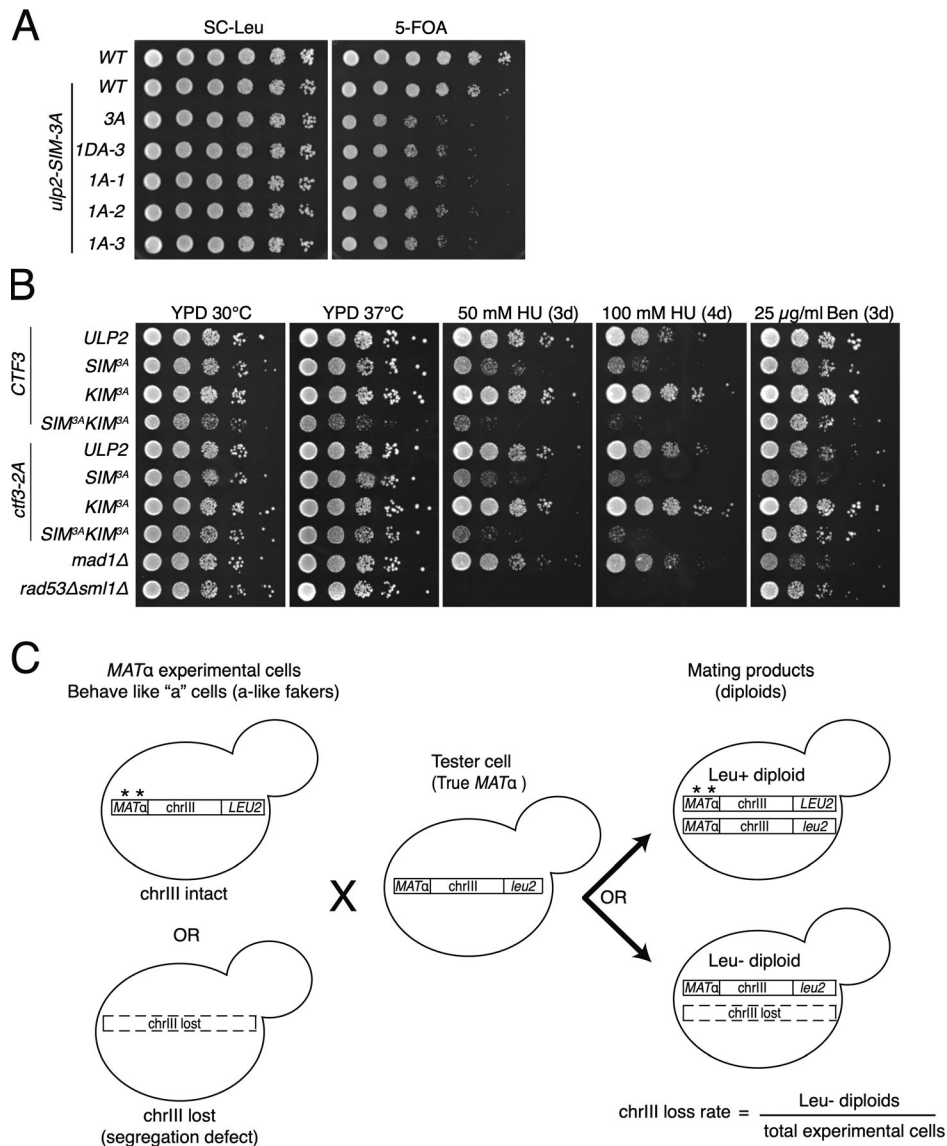 A
SC-Leu 5-FOA
WT
ulp2-SIM-3A
WT
3A
1DA-3
1A-1
1A-2
1A-3
B
YPD 30°C YPD 37°C 50 mM HU (3d) 100 mM HU (4d) 25 µg/ml Ben (3d)
CTF3
ULP2
SIM³ᴬ
KIM³ᴬ
SIM³ᴬKIM³ᴬ
ctf3-2A
ULP2
SIM³ᴬ
KIM³ᴬ
SIM³ᴬKIM³ᴬ
mad1Δ
rad53Δsml1Δ
C
MATα experimental cells
Behave like “a” cells (a-like fakers)
* *
MATα chrIII LEU2
chrIII intact
OR
chrIII lost
chrIII lost
(segregation defect)
X
Tester cell
(True MATα )
MATα chrIII leu2
OR
Mating products
(diploids)
Leu+ diploid
* *
MATα chrIII LEU2
MATα chrIII leu2
Leu- diploid
MATα chrIII leu2
chrIII lost
chrIII loss rate = Leu- diploids
total experimental cells